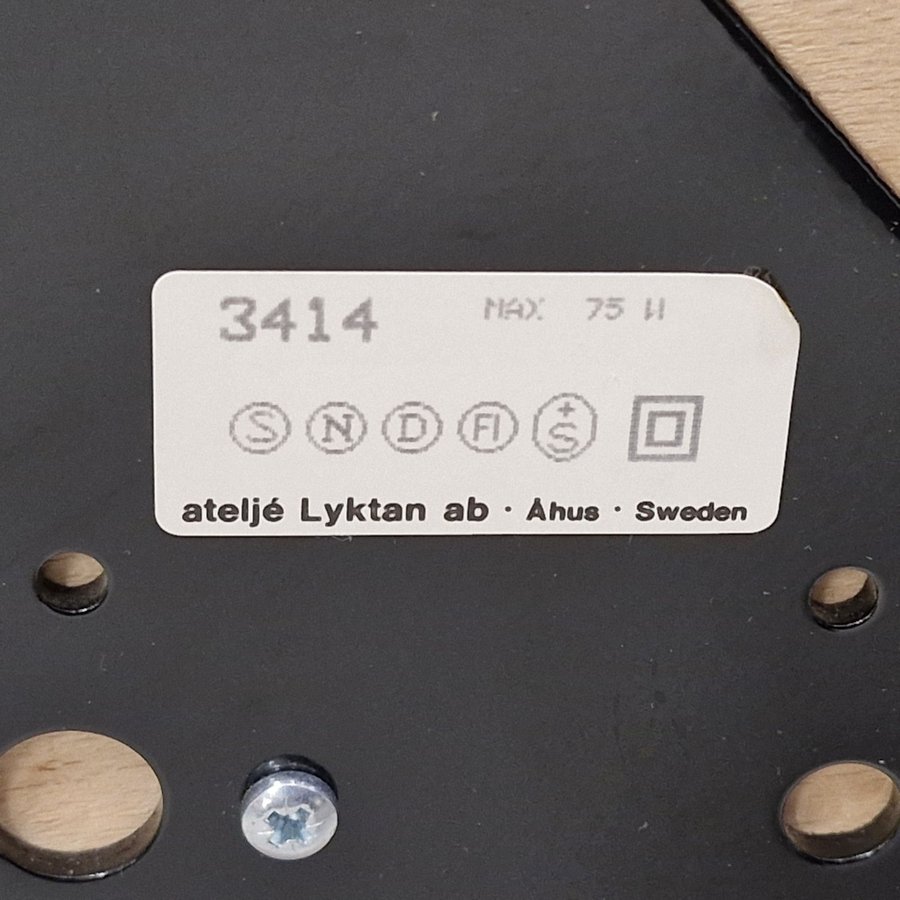 3414 MAX 75 W
S N D FI +S
ateljé Lyktan ab · Åhus · Sweden